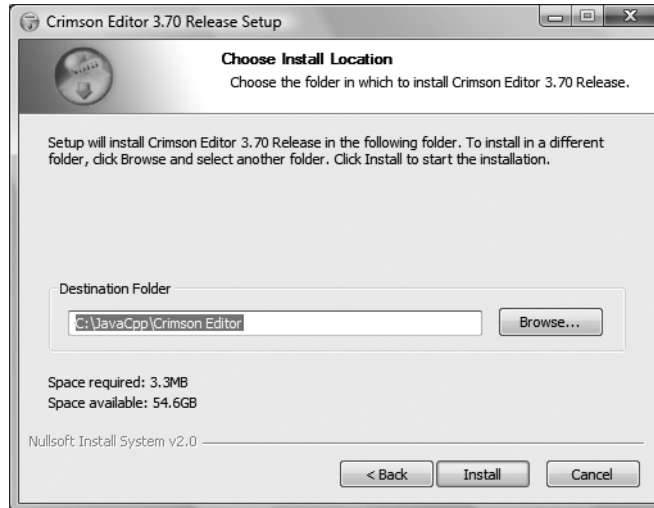 Crimson Editor 3.70 Release Setup
Choose Install Location
Choose the folder in which to install Crimson Editor 3.70 Release.
Setup will install Crimson Editor 3.70 Release in the following folder. To install in a different
folder, click Browse and select another folder. Click Install to start the installation.
Destination Folder
C:\JavaCpp\Crimson Editor
Browse...
Space required: 3.3MB
Space available: 54.6GB
Nullsoft Install System v2.0
< Back
Install
Cancel